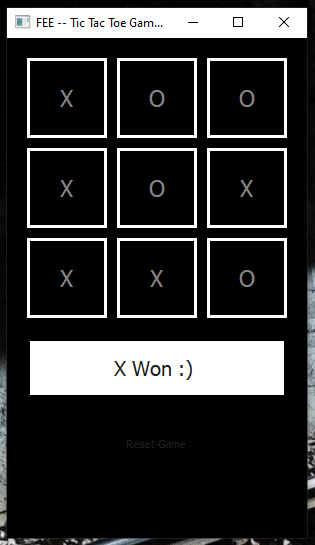 FEE -- Tic Tac Toe Gam...
X O O
X O X
X X O
X Won :)
Reset-Game